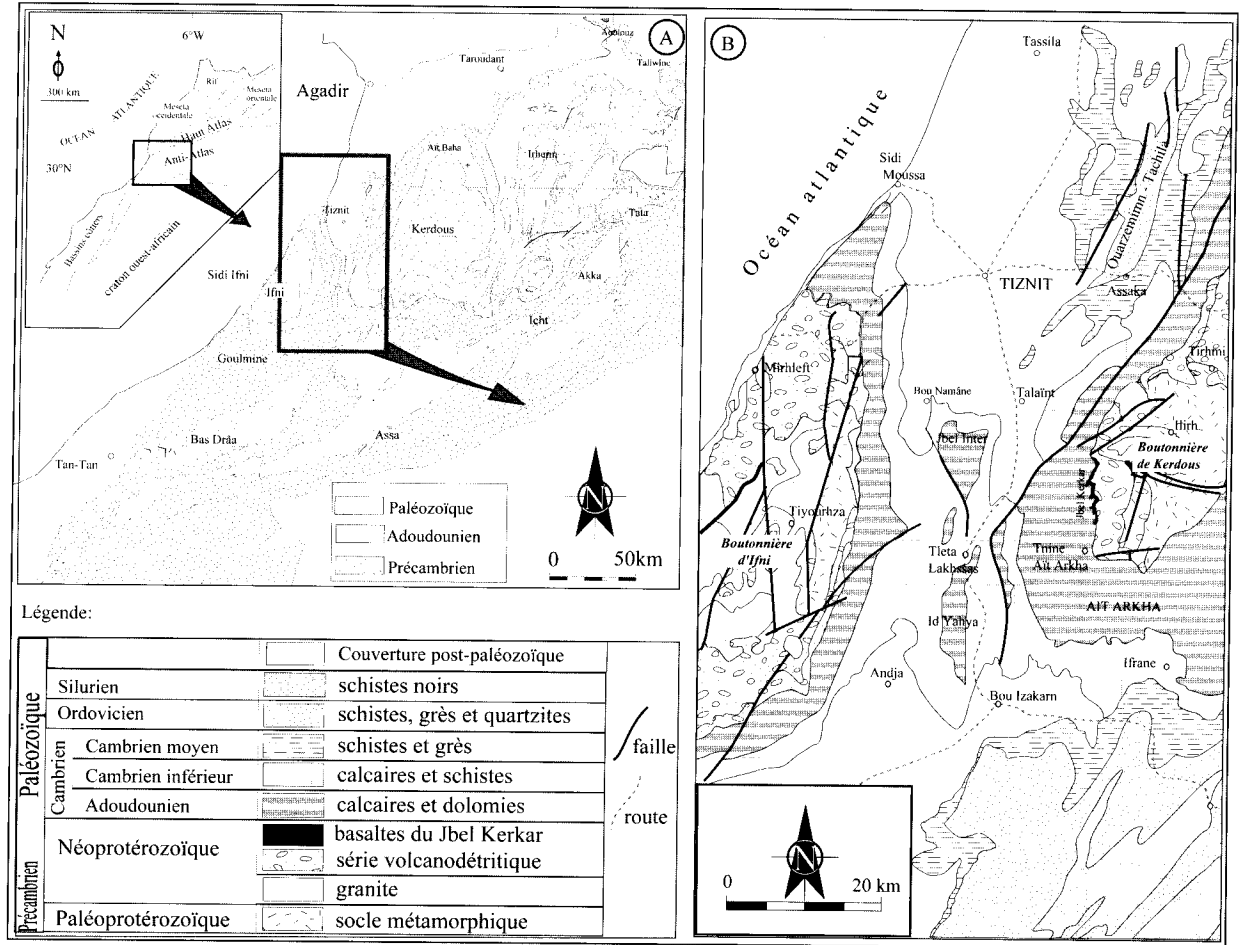 N
6°W
300 km
OCEAN ATLANTIQUE
Rif
Meseta
orientale
Meseta
occidentale
Haut Atlas
30°N
Anti-Atlas
Bassins côtiers
craton ouest-africain
A
Taliwine
Taroudant
Agadir
Ait Baha
Irherm
Tiznit
Kerdous
Tata
Sidi Ifni
Ifni
Akka
Icht
Goulmine
Bas Drâa
Assa
Tan-Tan
Paléozoïque
Adoudounien
Précambrien
N
0 50km
B
Tassila
Océan atlantique
Sidi
Moussa
Ouarzemimn - Tachila
TIZNIT
Assaka
Tirhmi
Mirhleft
Bou Namâne
Talaïnt
Jbel Inter
Hirh
Boutonnière
de Kerdous
Jbel Kerkar
Tiyourhza
Boutonnière
d'Ifni
Tleta
Lakhssas
Tnine
Aït Arkha
AIT ARKHA
Id Yahya
Ifrane
Andja
Bou Izakarn
N
0 20 km
Légende:
Paléozoïque
Couverture post-paléozoïque
Silurien schistes noirs
Ordovicien schistes, grès et quartzites
Cambrien
Cambrien moyen schistes et grès
Cambrien inférieur calcaires et schistes
Adoudounien calcaires et dolomies
Précambrien
Néoprotérozoïque
basaltes du Jbel Kerkar
série volcanodétritique
granite
Paléoprotérozoïque socle métamorphique
faille
route